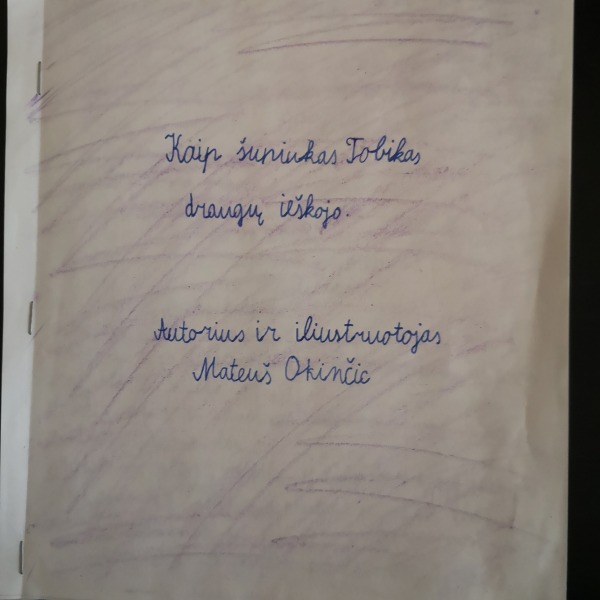 Kaip šuniukas Tobikas
draugų ieškojo.
Autorius ir iliustruotojas
Mateuš Okinčic